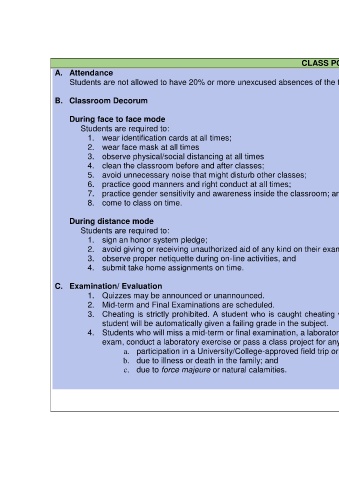 CLASS PO
A. Attendance
Students are not allowed to have 20% or more unexcused absences of the
B. Classroom Decorum
During face to face mode
Students are required to:
1. wear identification cards at all times;
2. wear face mask at all times
3. observe physical/social distancing at all times
4. clean the classroom before and after classes;
5. avoid unnecessary noise that might disturb other classes;
6. practice good manners and right conduct at all times;
7. practice gender sensitivity and awareness inside the classroom; an
8. come to class on time.
During distance mode
Students are required to:
1. sign an honor system pledge;
2. avoid giving or receiving unauthorized aid of any kind on their exam
3. observe proper netiquette during on-line activities, and
4. submit take home assignments on time.
C. Examination/ Evaluation
1. Quizzes may be announced or unannounced.
2. Mid-term and Final Examinations are scheduled.
3. Cheating is strictly prohibited. A student who is caught cheating
student will be automatically given a failing grade in the subject.
4. Students who will miss a mid-term or final examination, a laborator
exam, conduct a laboratory exercise or pass a class project for any
a. participation in a University/College-approved field trip or
b. due to illness or death in the family; and
c. due to force majeure or natural calamities.